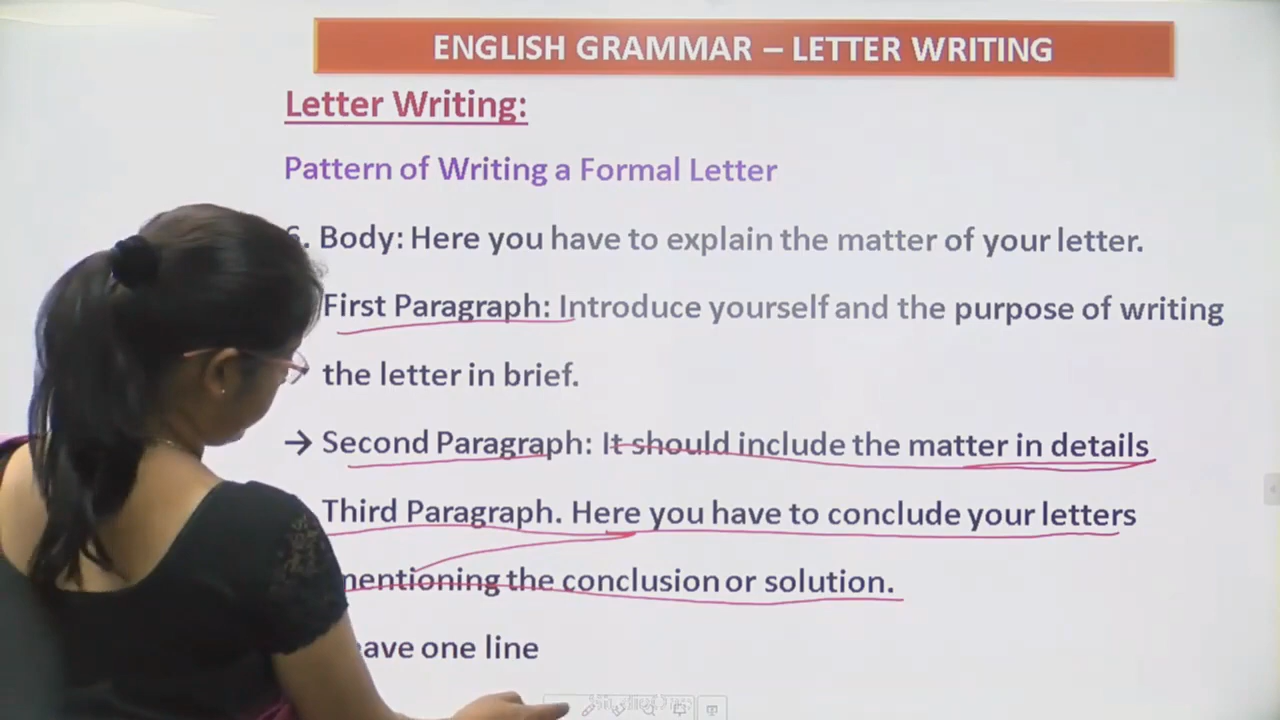 ENGLISH GRAMMAR – LETTER WRITING
Letter Writing:
Pattern of Writing a Formal Letter
6. Body: Here you have to explain the matter of your letter.
First Paragraph: Introduce yourself and the purpose of writing
the letter in brief.
→ Second Paragraph: It should include the matter in details
Third Paragraph. Here you have to conclude your letters
mentioning the conclusion or solution.
eave one line